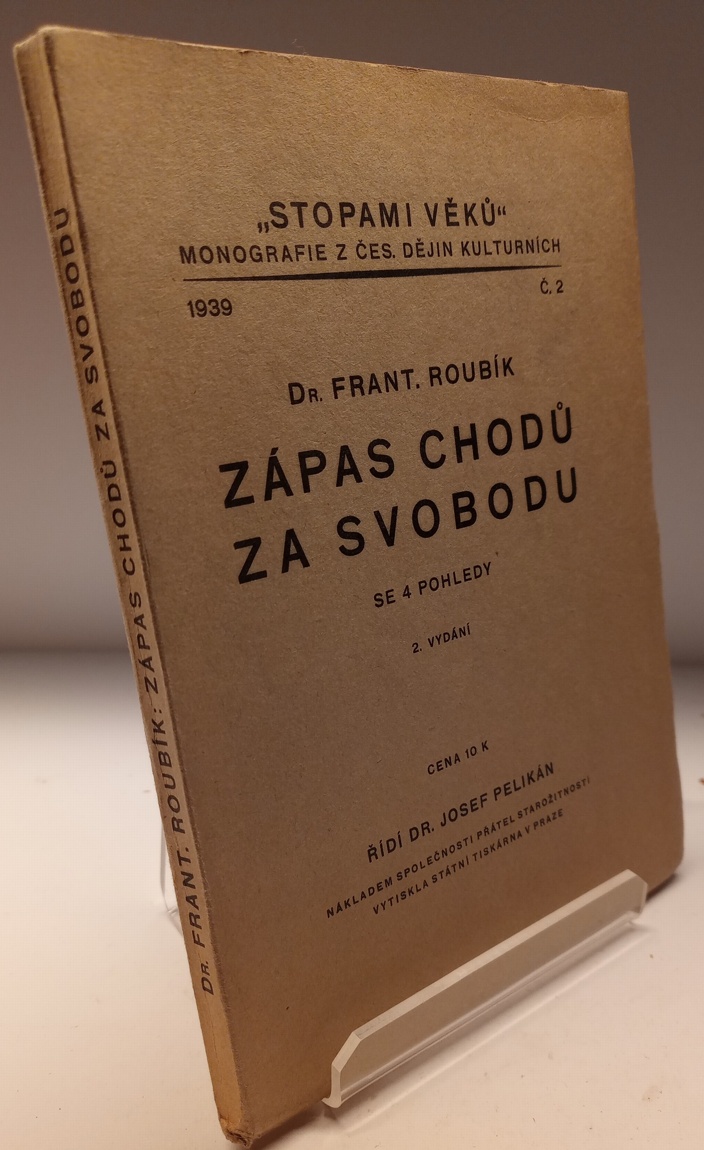 „STOPAMI VĚKŮ“
MONOGRAFIE Z ČES. DĚJIN KULTURNÍCH
1939
Č. 2
DR. FRANT. ROUBÍK
ZÁPAS CHODŮ
ZA SVOBODU
SE 4 POHLEDY
2. VYDÁNÍ
CENA 10 K
ŘÍDÍ DR. JOSEF PELIKÁN
NÁKLADEM SPOLEČNOSTI PŘÁTEL STAROŽITNOSTÍ
VYTISKLA STÁTNÍ TISKÁRNA V PRAZE
DR. FRANT. ROUBÍK: ZÁPAS CHODŮ ZA SVOBODU